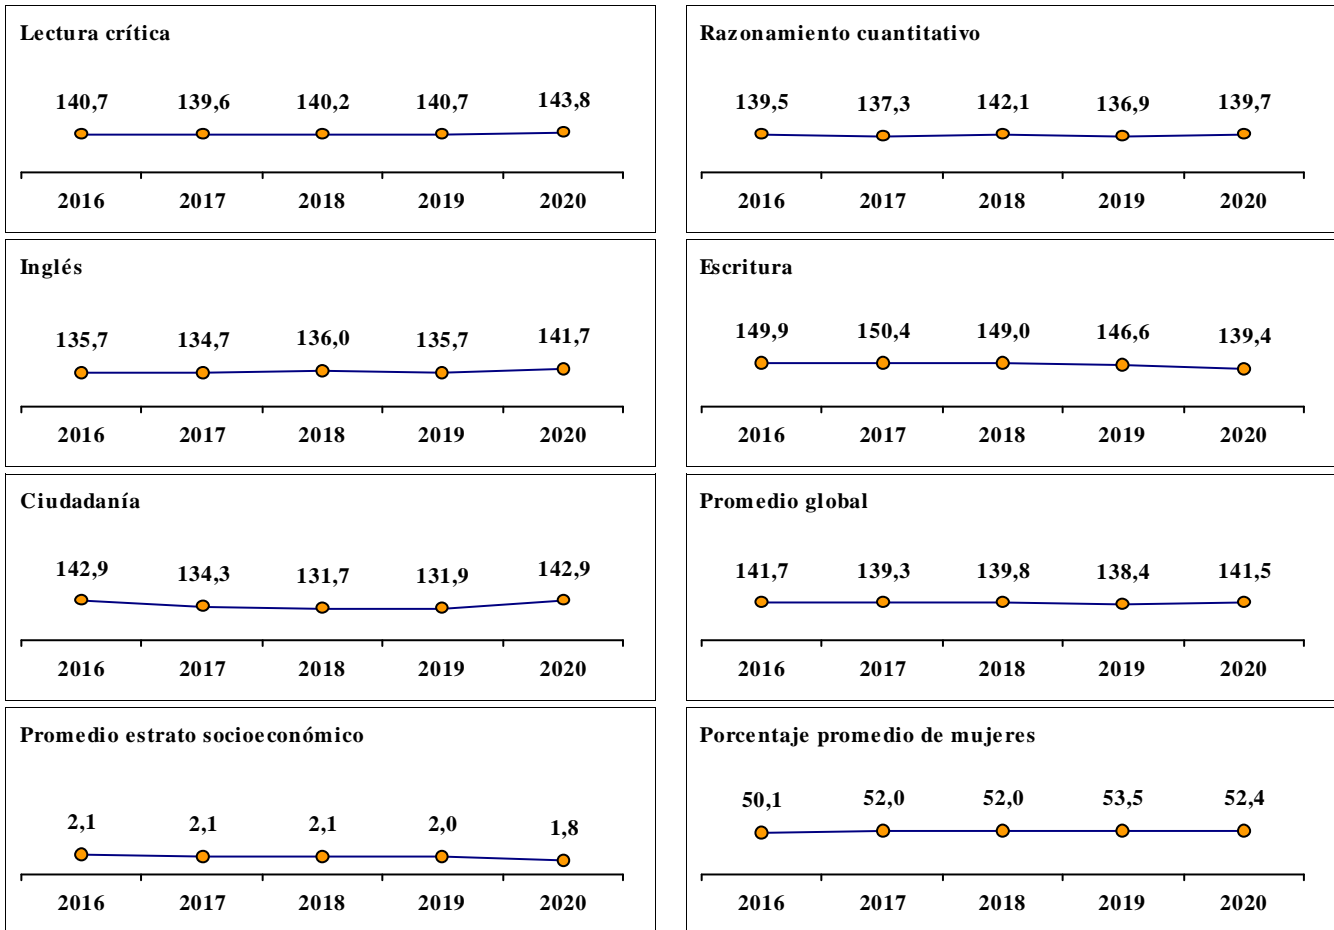 Lectura crítica
140,7 139,6 140,2 140,7 143,8
2016 2017 2018 2019 2020
Razonamiento cuantitativo
139,5 137,3 142,1 136,9 139,7
2016 2017 2018 2019 2020
Inglés
135,7 134,7 136,0 135,7 141,7
2016 2017 2018 2019 2020
Escritura
149,9 150,4 149,0 146,6 139,4
2016 2017 2018 2019 2020
Ciudadanía
142,9 134,3 131,7 131,9 142,9
2016 2017 2018 2019 2020
Promedio global
141,7 139,3 139,8 138,4 141,5
2016 2017 2018 2019 2020
Promedio estrato socioeconómico
2,1 2,1 2,1 2,0 1,8
2016 2017 2018 2019 2020
Porcentaje promedio de mujeres
50,1 52,0 52,0 53,5 52,4
2016 2017 2018 2019 2020